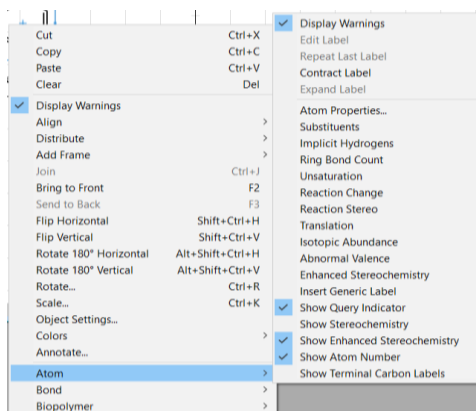 Cut Ctrl+X
Copy Ctrl+C
Paste Ctrl+V
Clear Del
Display Warnings
Align
Distribute
Add Frame
Join Ctrl+J
Bring to Front F2
Send to Back F3
Flip Horizontal Shift+Ctrl+H
Flip Vertical Shift+Ctrl+V
Rotate 180° Horizontal Alt+Shift+Ctrl+H
Rotate 180° Vertical Alt+Shift+Ctrl+V
Rotate... Ctrl+R
Scale... Ctrl+K
Object Settings...
Colors
Annotate...
Atom
Bond
Biopolymer
Display Warnings
Edit Label
Repeat Last Label
Contract Label
Expand Label
Atom Properties...
Substituents
Implicit Hydrogens
Ring Bond Count
Unsaturation
Reaction Change
Reaction Stereo
Translation
Isotopic Abundance
Abnormal Valence
Enhanced Stereochemistry
Insert Generic Label
Show Query Indicator
Show Stereochemistry
Show Enhanced Stereochemistry
Show Atom Number
Show Terminal Carbon Labels